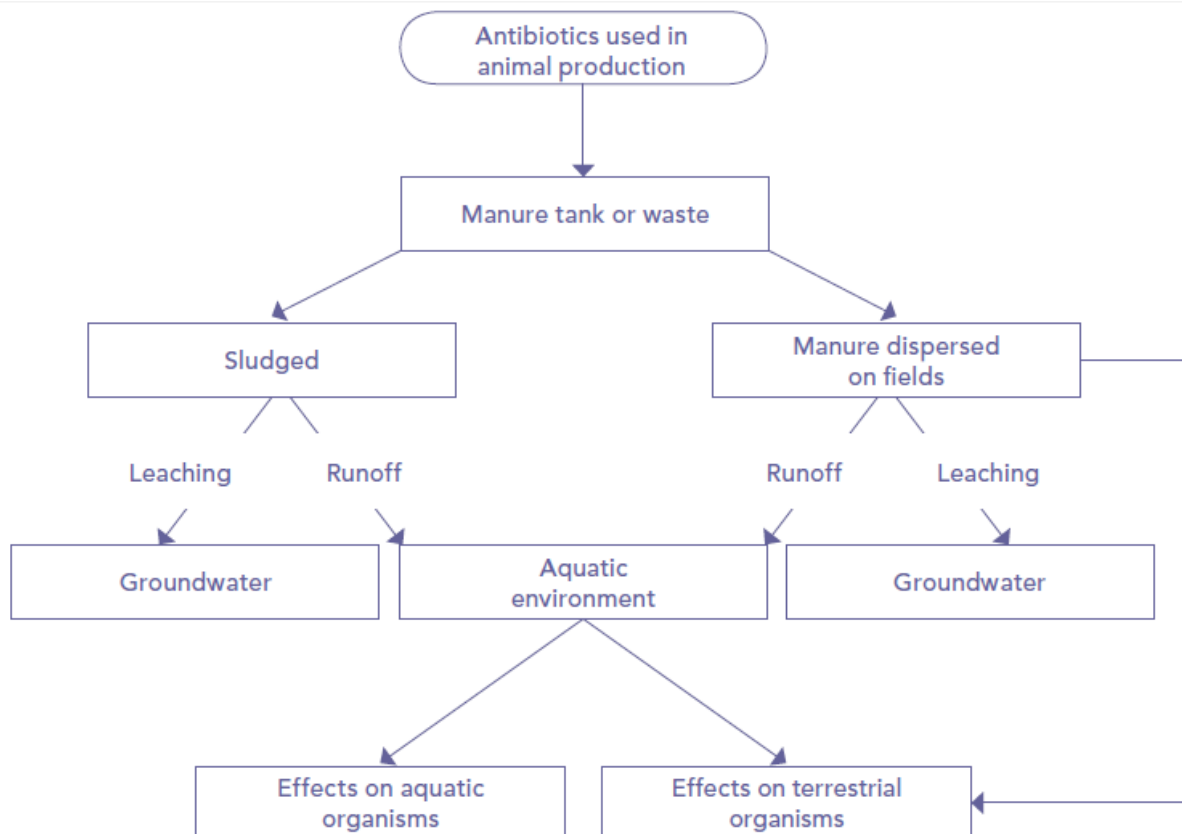 Antibiotics used in
animal production
Manure tank or waste
Sludged
Manure dispersed
on fields
Leaching
Runoff
Runoff
Leaching
Groundwater
Aquatic
environment
Groundwater
Effects on aquatic
organisms
Effects on terrestrial
organisms